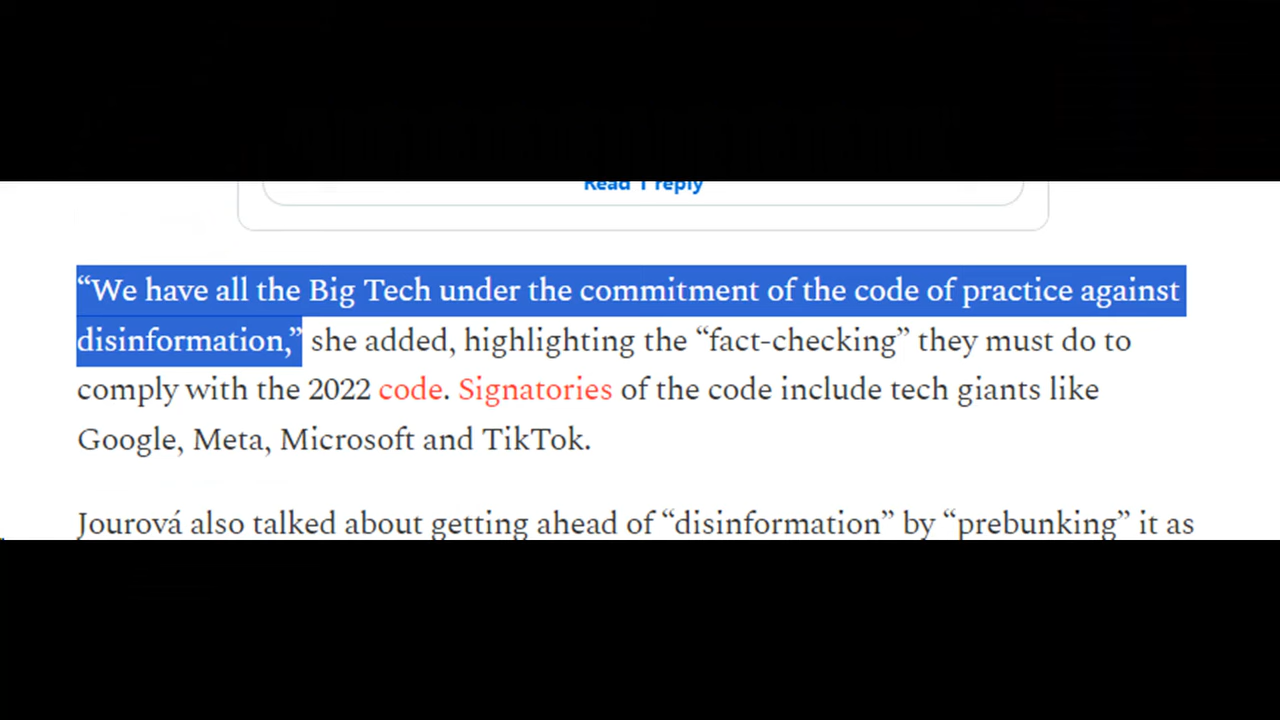 Read 1 reply
“We have all the Big Tech under the commitment of the code of practice against
disinformation,” she added, highlighting the “fact-checking” they must do to
comply with the 2022 code. Signatories of the code include tech giants like
Google, Meta, Microsoft and TikTok.
Jourová also talked about getting ahead of “disinformation” by “prebunking” it as